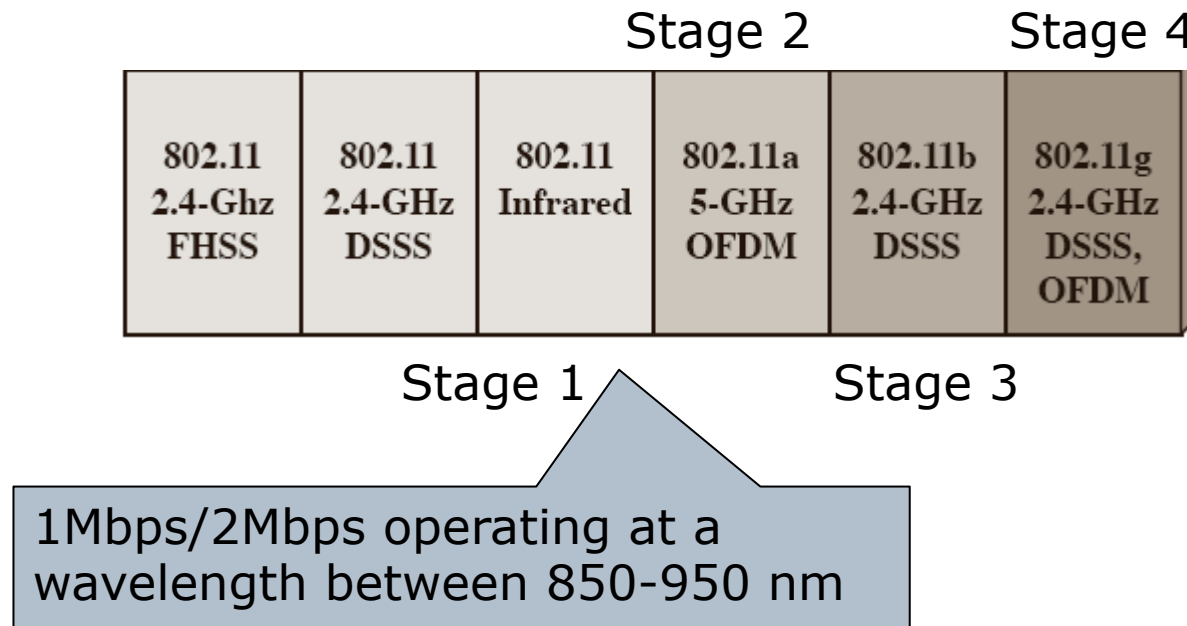 Stage 2
Stage 4
802.11
2.4-Ghz
FHSS
802.11
2.4-GHz
DSSS
802.11
Infrared
802.11a
5-GHz
OFDM
802.11b
2.4-GHz
DSSS
802.11g
2.4-GHz
DSSS,
OFDM
Stage 1
Stage 3
1Mbps/2Mbps operating at a
wavelength between 850-950 nm